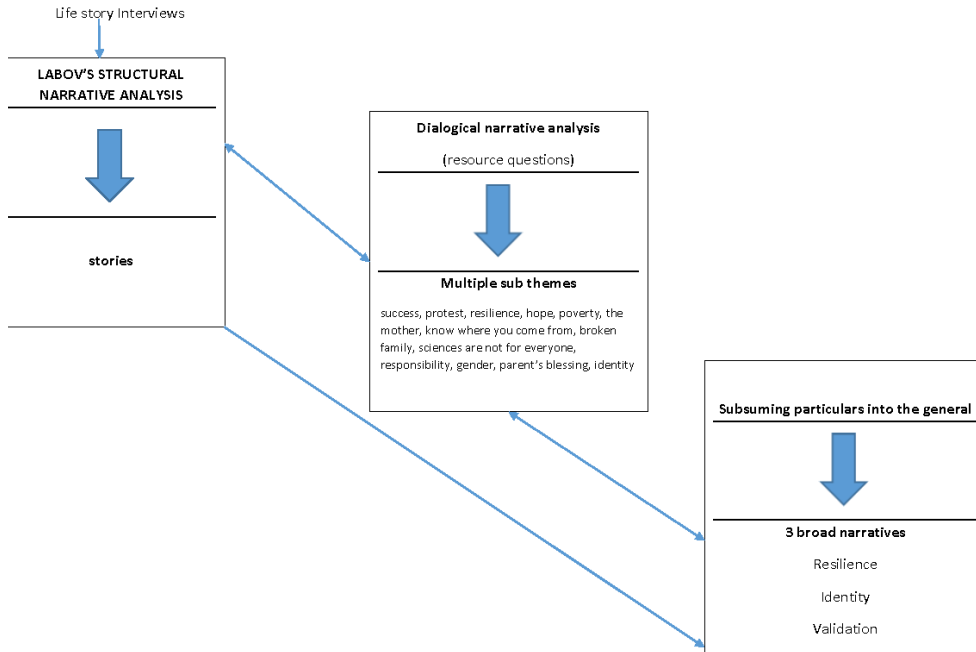 Life story Interviews
LABOV'S STRUCTURAL
NARRATIVE ANALYSIS
stories
Dialogical narrative analysis
(resource questions)
Multiple sub themes
success, protest, resilience, hope, poverty, the
mother, know where you come from, broken
family, sciences are not for everyone,
responsibility, gender, parent's blessing, identity
Subsuming particulars into the general
3 broad narratives
Resilience
Identity
Validation